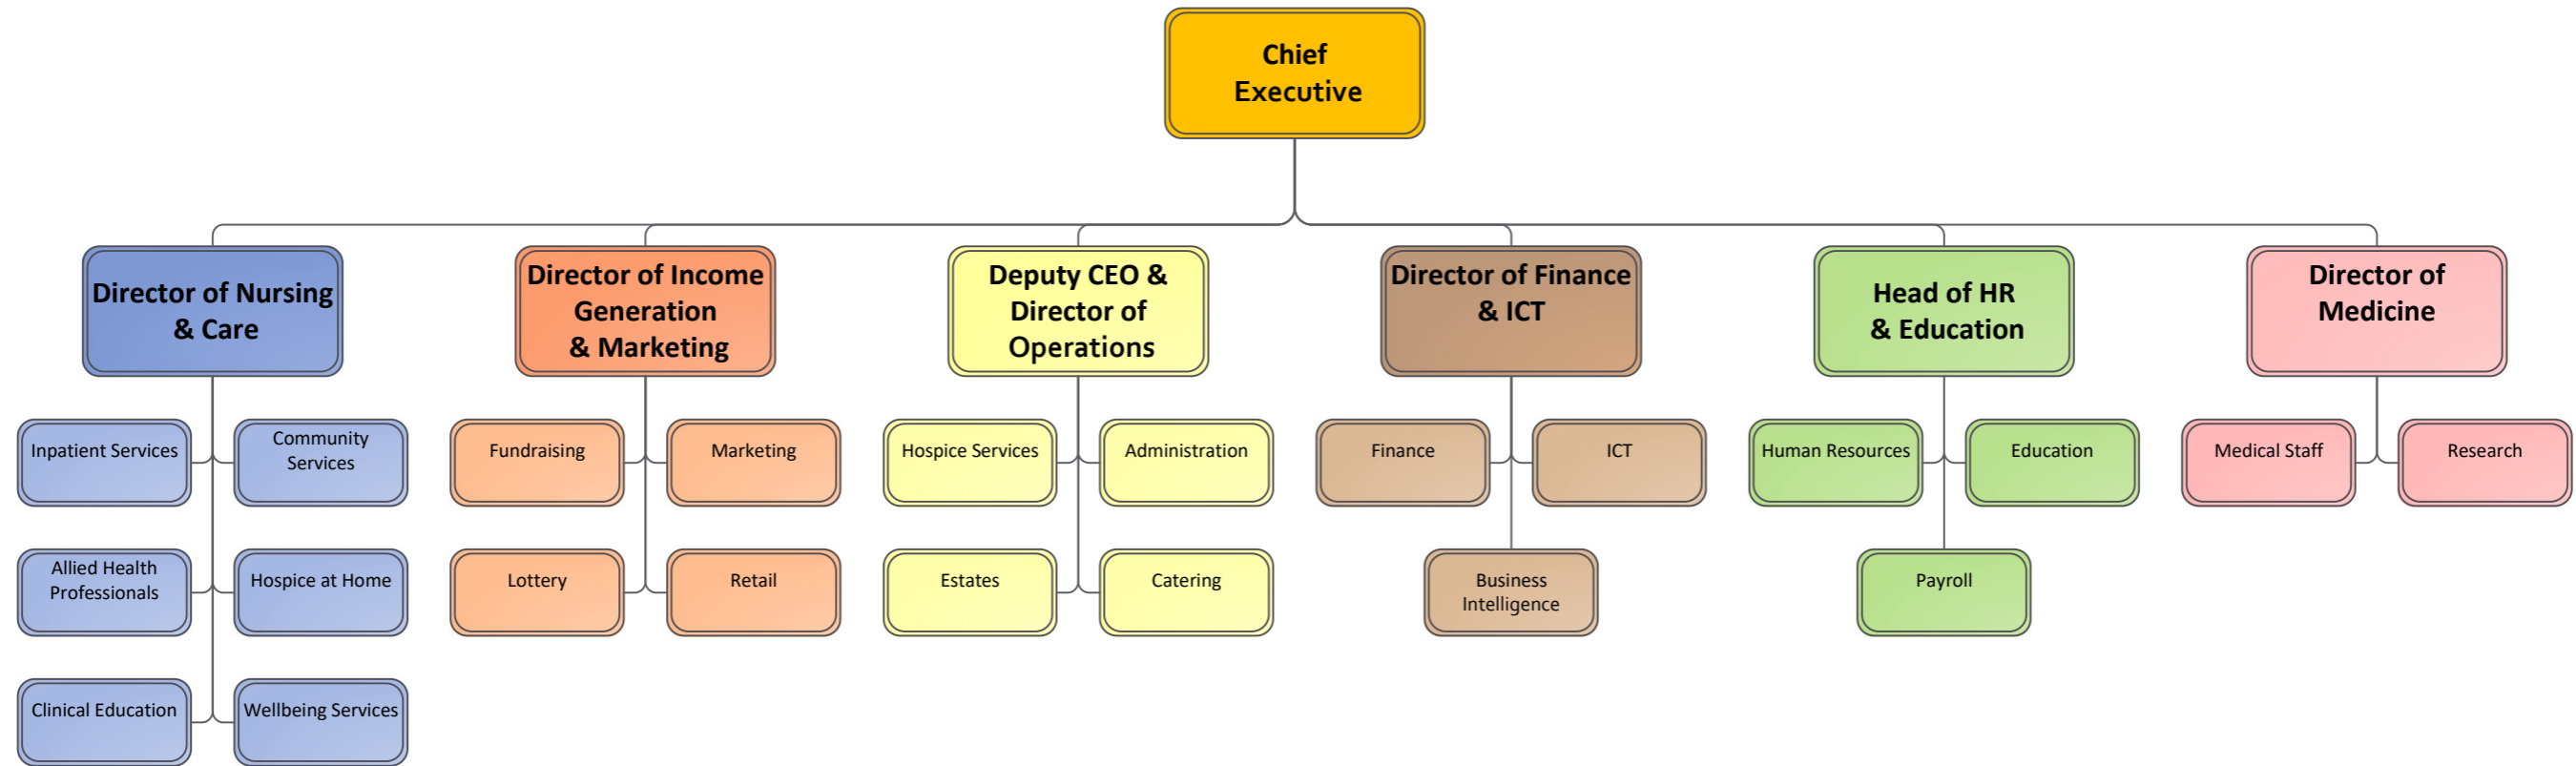 Chief
Executive
Director of Nursing
& Care
Director of Income
Generation
& Marketing
Deputy CEO &
Director of
Operations
Director of Finance
& ICT
Head of HR
& Education
Director of
Medicine
Inpatient Services
Community
Services
Fundraising
Marketing
Hospice Services
Administration
Finance
ICT
Human Resources
Education
Medical Staff
Research
Allied Health
Professionals
Hospice at Home
Lottery
Retail
Estates
Catering
Business
Intelligence
Payroll
Clinical Education
Wellbeing Services